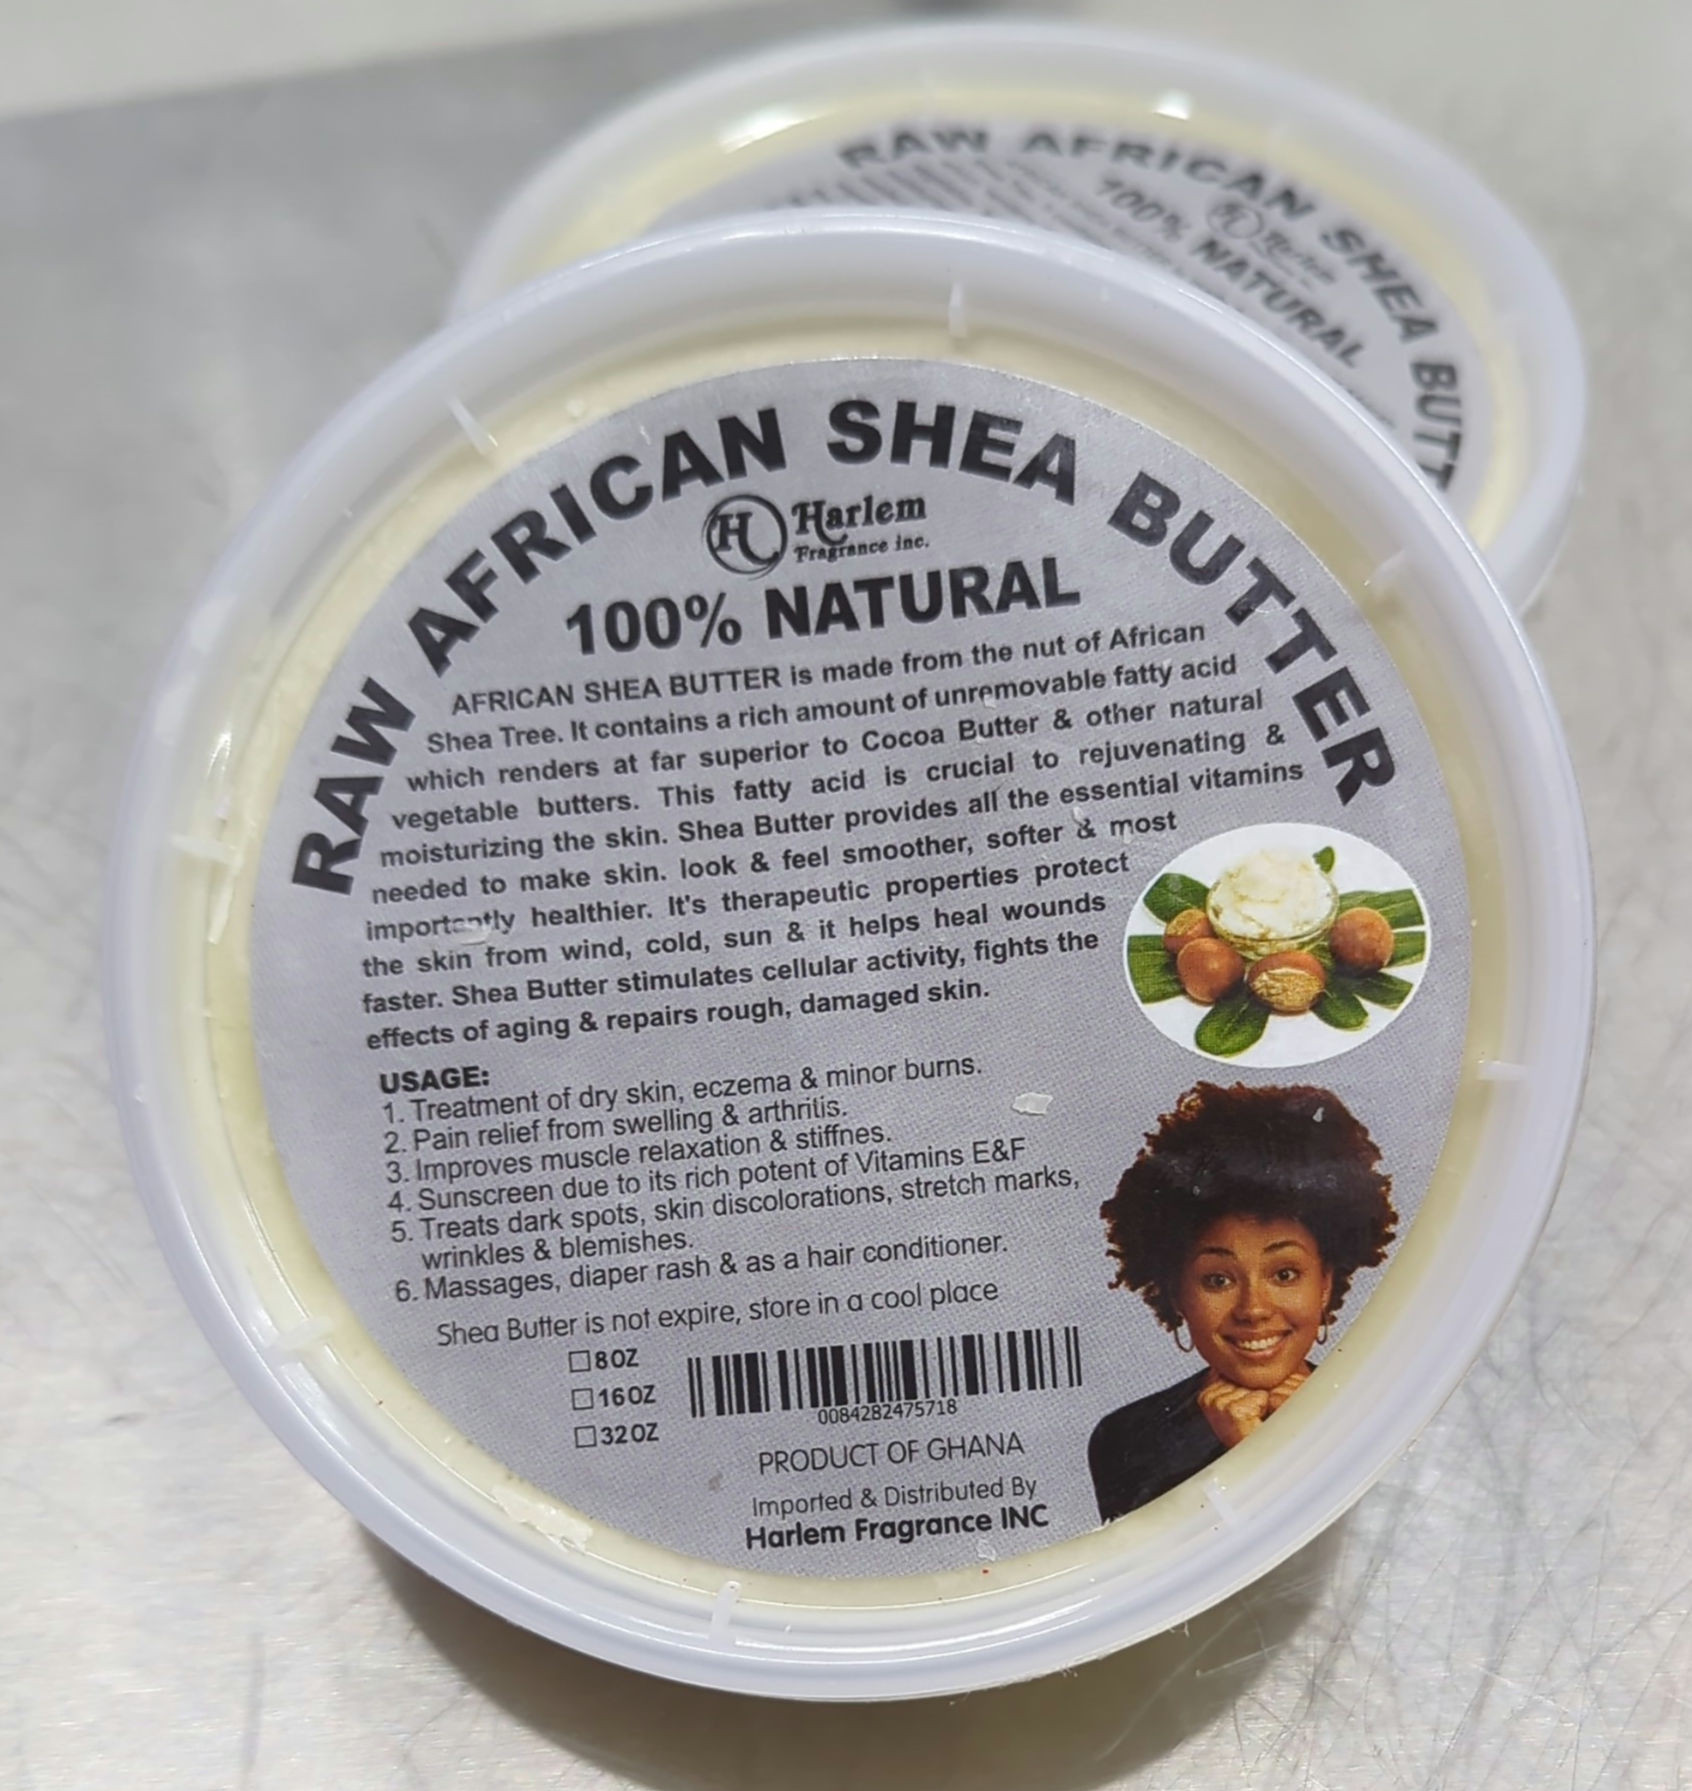 RAW AFRICAN SHEA BUTT
Harlem
100% NATURAL
RAW AFRICAN SHEA BUTTER
H Harlem
Fragrance inc.
100% NATURAL
AFRICAN SHEA BUTTER is made from the nut of African
Shea Tree. It contains a rich amount of unremovable fatty acid
which renders at far superior to Cocoa Butter & other natural
vegetable butters. This fatty acid is crucial to rejuvenating &
moisturizing the skin. Shea Butter provides all the essential vitamins
needed to make skin. look & feel smoother, softer & most
importantly healthier. It's therapeutic properties protect
the skin from wind, cold, sun & it helps heal wounds
faster. Shea Butter stimulates cellular activity, fights the
effects of aging & repairs rough, damaged skin.
USAGE:
1. Treatment of dry skin, eczema & minor burns.
2. Pain relief from swelling & arthritis.
3. Improves muscle relaxation & stiffnes.
4. Sunscreen due to its rich potent of Vitamins E&F
5. Treats dark spots, skin discolorations, stretch marks,
wrinkles & blemishes.
6. Massages, diaper rash & as a hair conditioner.
Shea Butter is not expire, store in a cool place
8OZ
16OZ
32OZ
0084282475718
PRODUCT OF GHANA
Imported & Distributed By
Harlem Fragrance INC